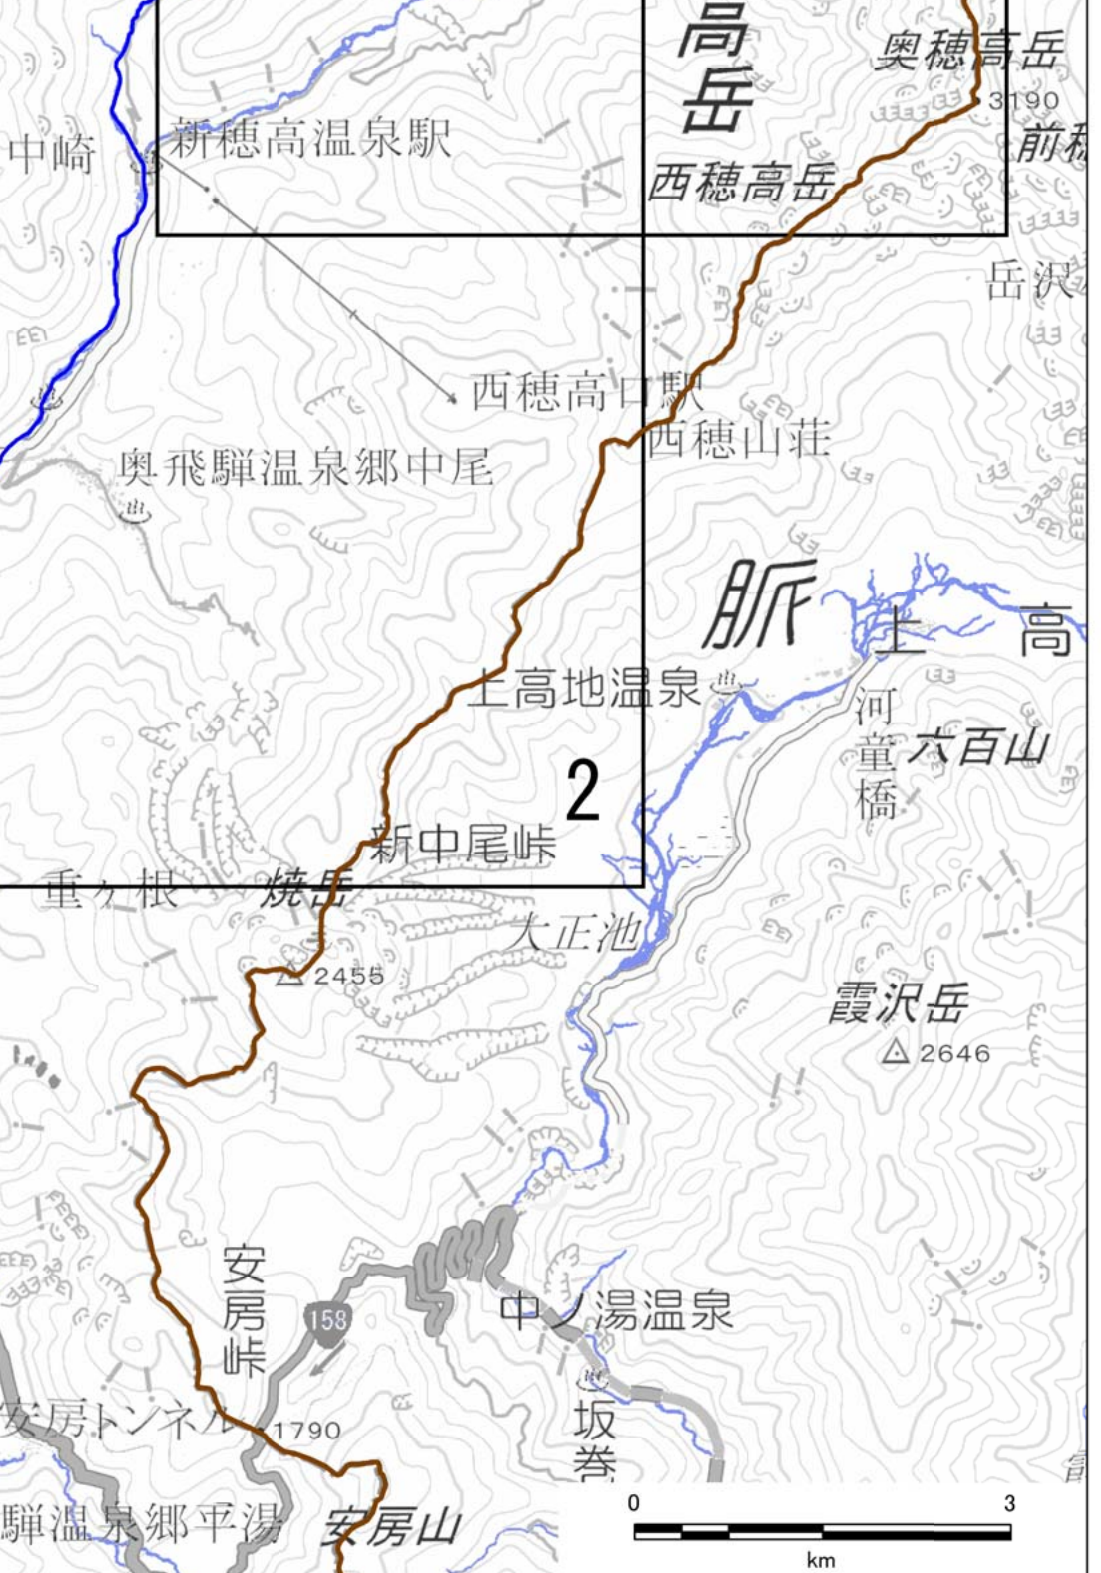 高
岳
奥穂高岳
3190
新穂高温泉駅
中崎
前穂
西穂高岳
岳沢
西穂高口駅
西穂山荘
奥飛騨温泉郷中尾
脈
上高
上高地温泉
河童橋
六百山
2
新中尾峠
重ヶ根
焼岳
大正池
2455
霞沢岳
2646
安房峠
158
中ノ湯温泉
坂巻
安房トンネル
1790
騨温泉郷平湯
安房山
0 3
km